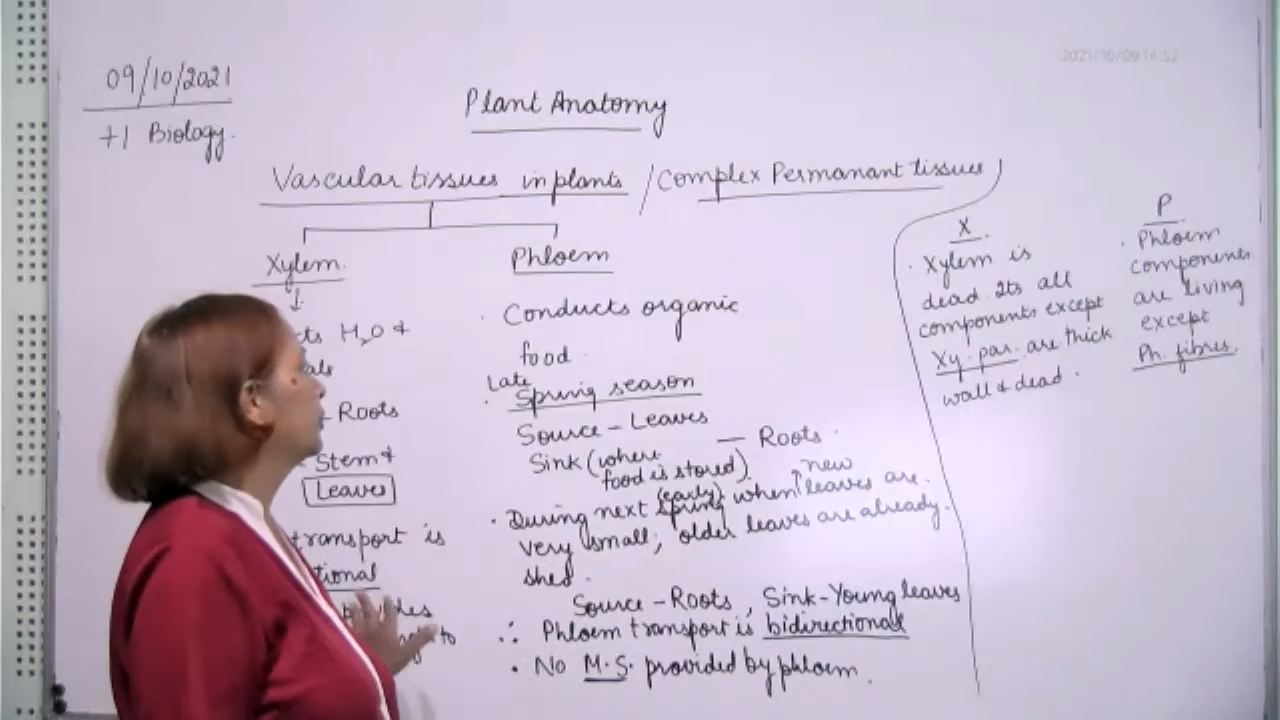 09/10/2021
+1 Biology.
2021/10/09 14:52
Plant Anatomy
Vascular tissues in plants / Complex Permanant tissues
Xylem.
↓
cts H₂O &
als
- Roots
- Stem &
Leaves
transport is
tional
to
Phloem
· Conducts organic
food.
Late
· Spring season
Source - Leaves
Sink (where food is stored) — Roots.
· During next (early) spring when ↑ new leaves are
very small, older leaves are already
shed.
Source - Roots, Sink - Young leaves
∴ Phloem transport is bidirectional
· No M.S. provided by phloem.
X.
· Xylem is
dead. Its all
components except
Xy. par. are thick
wall & dead.
P
· Phloem
components
are living
except
Ph. fibres.